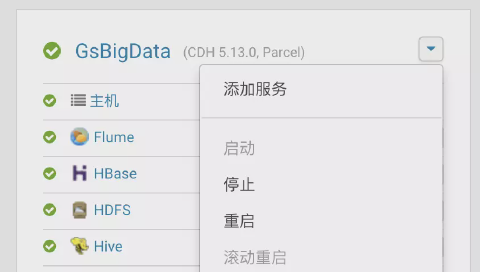 GsBigData (CDH 5.13.0, Parcel)
添加服务
主机
Flume
启动
HBase
停止
HDFS
重启
Hive
滚动重启